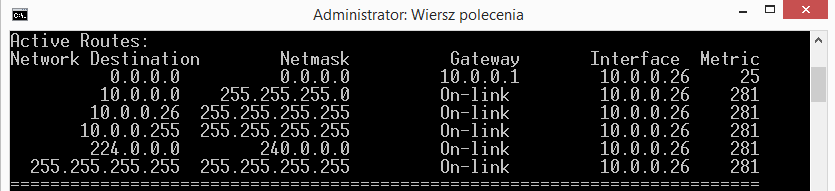 Administrator: Wiersz polecenia
Active Routes:
Network Destination Netmask Gateway Interface Metric
0.0.0.0 0.0.0.0 10.0.0.1 10.0.0.26 25
10.0.0.0 255.255.255.0 On-link 10.0.0.26 281
10.0.0.26 255.255.255.255 On-link 10.0.0.26 281
10.0.0.255 255.255.255.255 On-link 10.0.0.26 281
224.0.0.0 240.0.0.0 On-link 10.0.0.26 281
255.255.255.255 255.255.255.255 On-link 10.0.0.26 281
===========================================================================